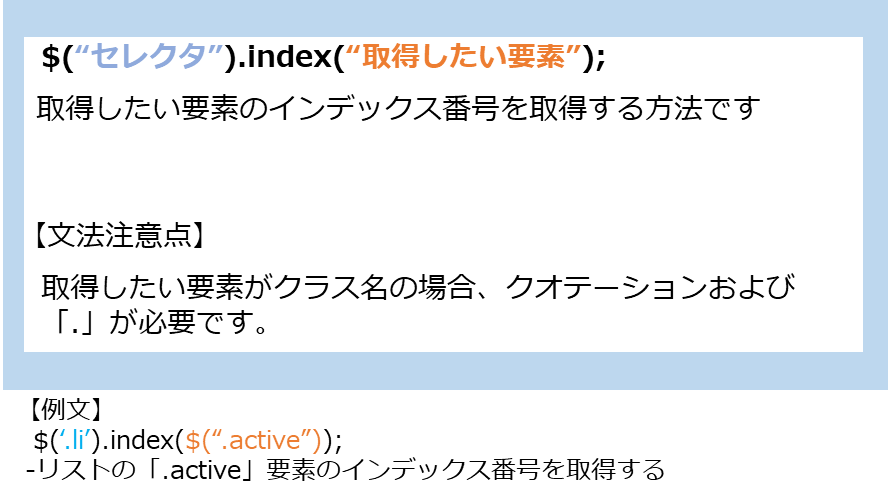 $(“セレクタ”).index(“取得したい要素”);
取得したい要素のインデックス番号を取得する方法です
【文法注意点】
取得したい要素がクラス名の場合、クオテーションおよび
「.」が必要です。
【例文】
$(‘.li’).index($(“.active”));
-リストの「.active」要素のインデックス番号を取得する